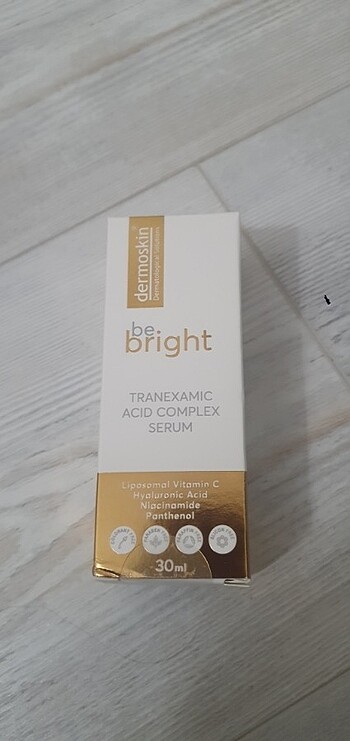 dermoskin®
Dermatological Solutions
be
bright
TRANEXAMIC
ACID COMPLEX
SERUM
Liposomal Vitamin C
Hyaluronic Acid
Niacinamide
Panthenol
30ml